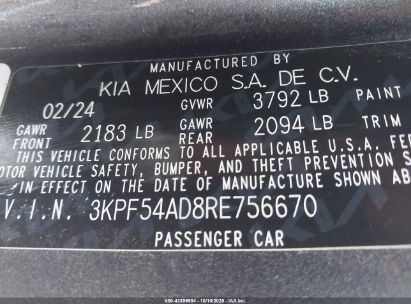 MANUFACTURED BY
KIA MEXICO S.A. DE C.V.
02/24 GVWR 3792 LB PAINT
GAWR FRONT 2183 LB GAWR REAR 2094 LB TRIM
THIS VEHICLE CONFORMS TO ALL APPLICABLE U.S.A. FE
MOTOR VEHICLE SAFETY, BUMPER, AND THEFT PREVENTION S
IN EFFECT ON THE DATE OF MANUFACTURE SHOWN AB
V.I.N. 3KPF54AD8RE756670
PASSENGER CAR